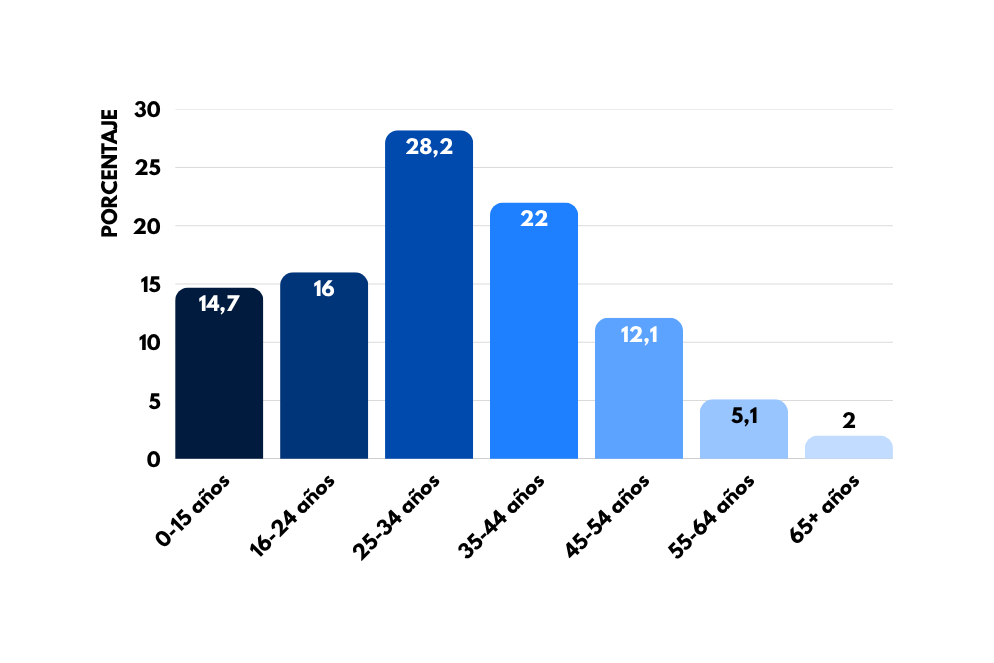 PORCENTAJE
30
25
20
15
10
5
0
14,7
16
28,2
22
12,1
5,1
2
0-15 años
16-24 años
25-34 años
35-44 años
45-54 años
55-64 años
65+ años